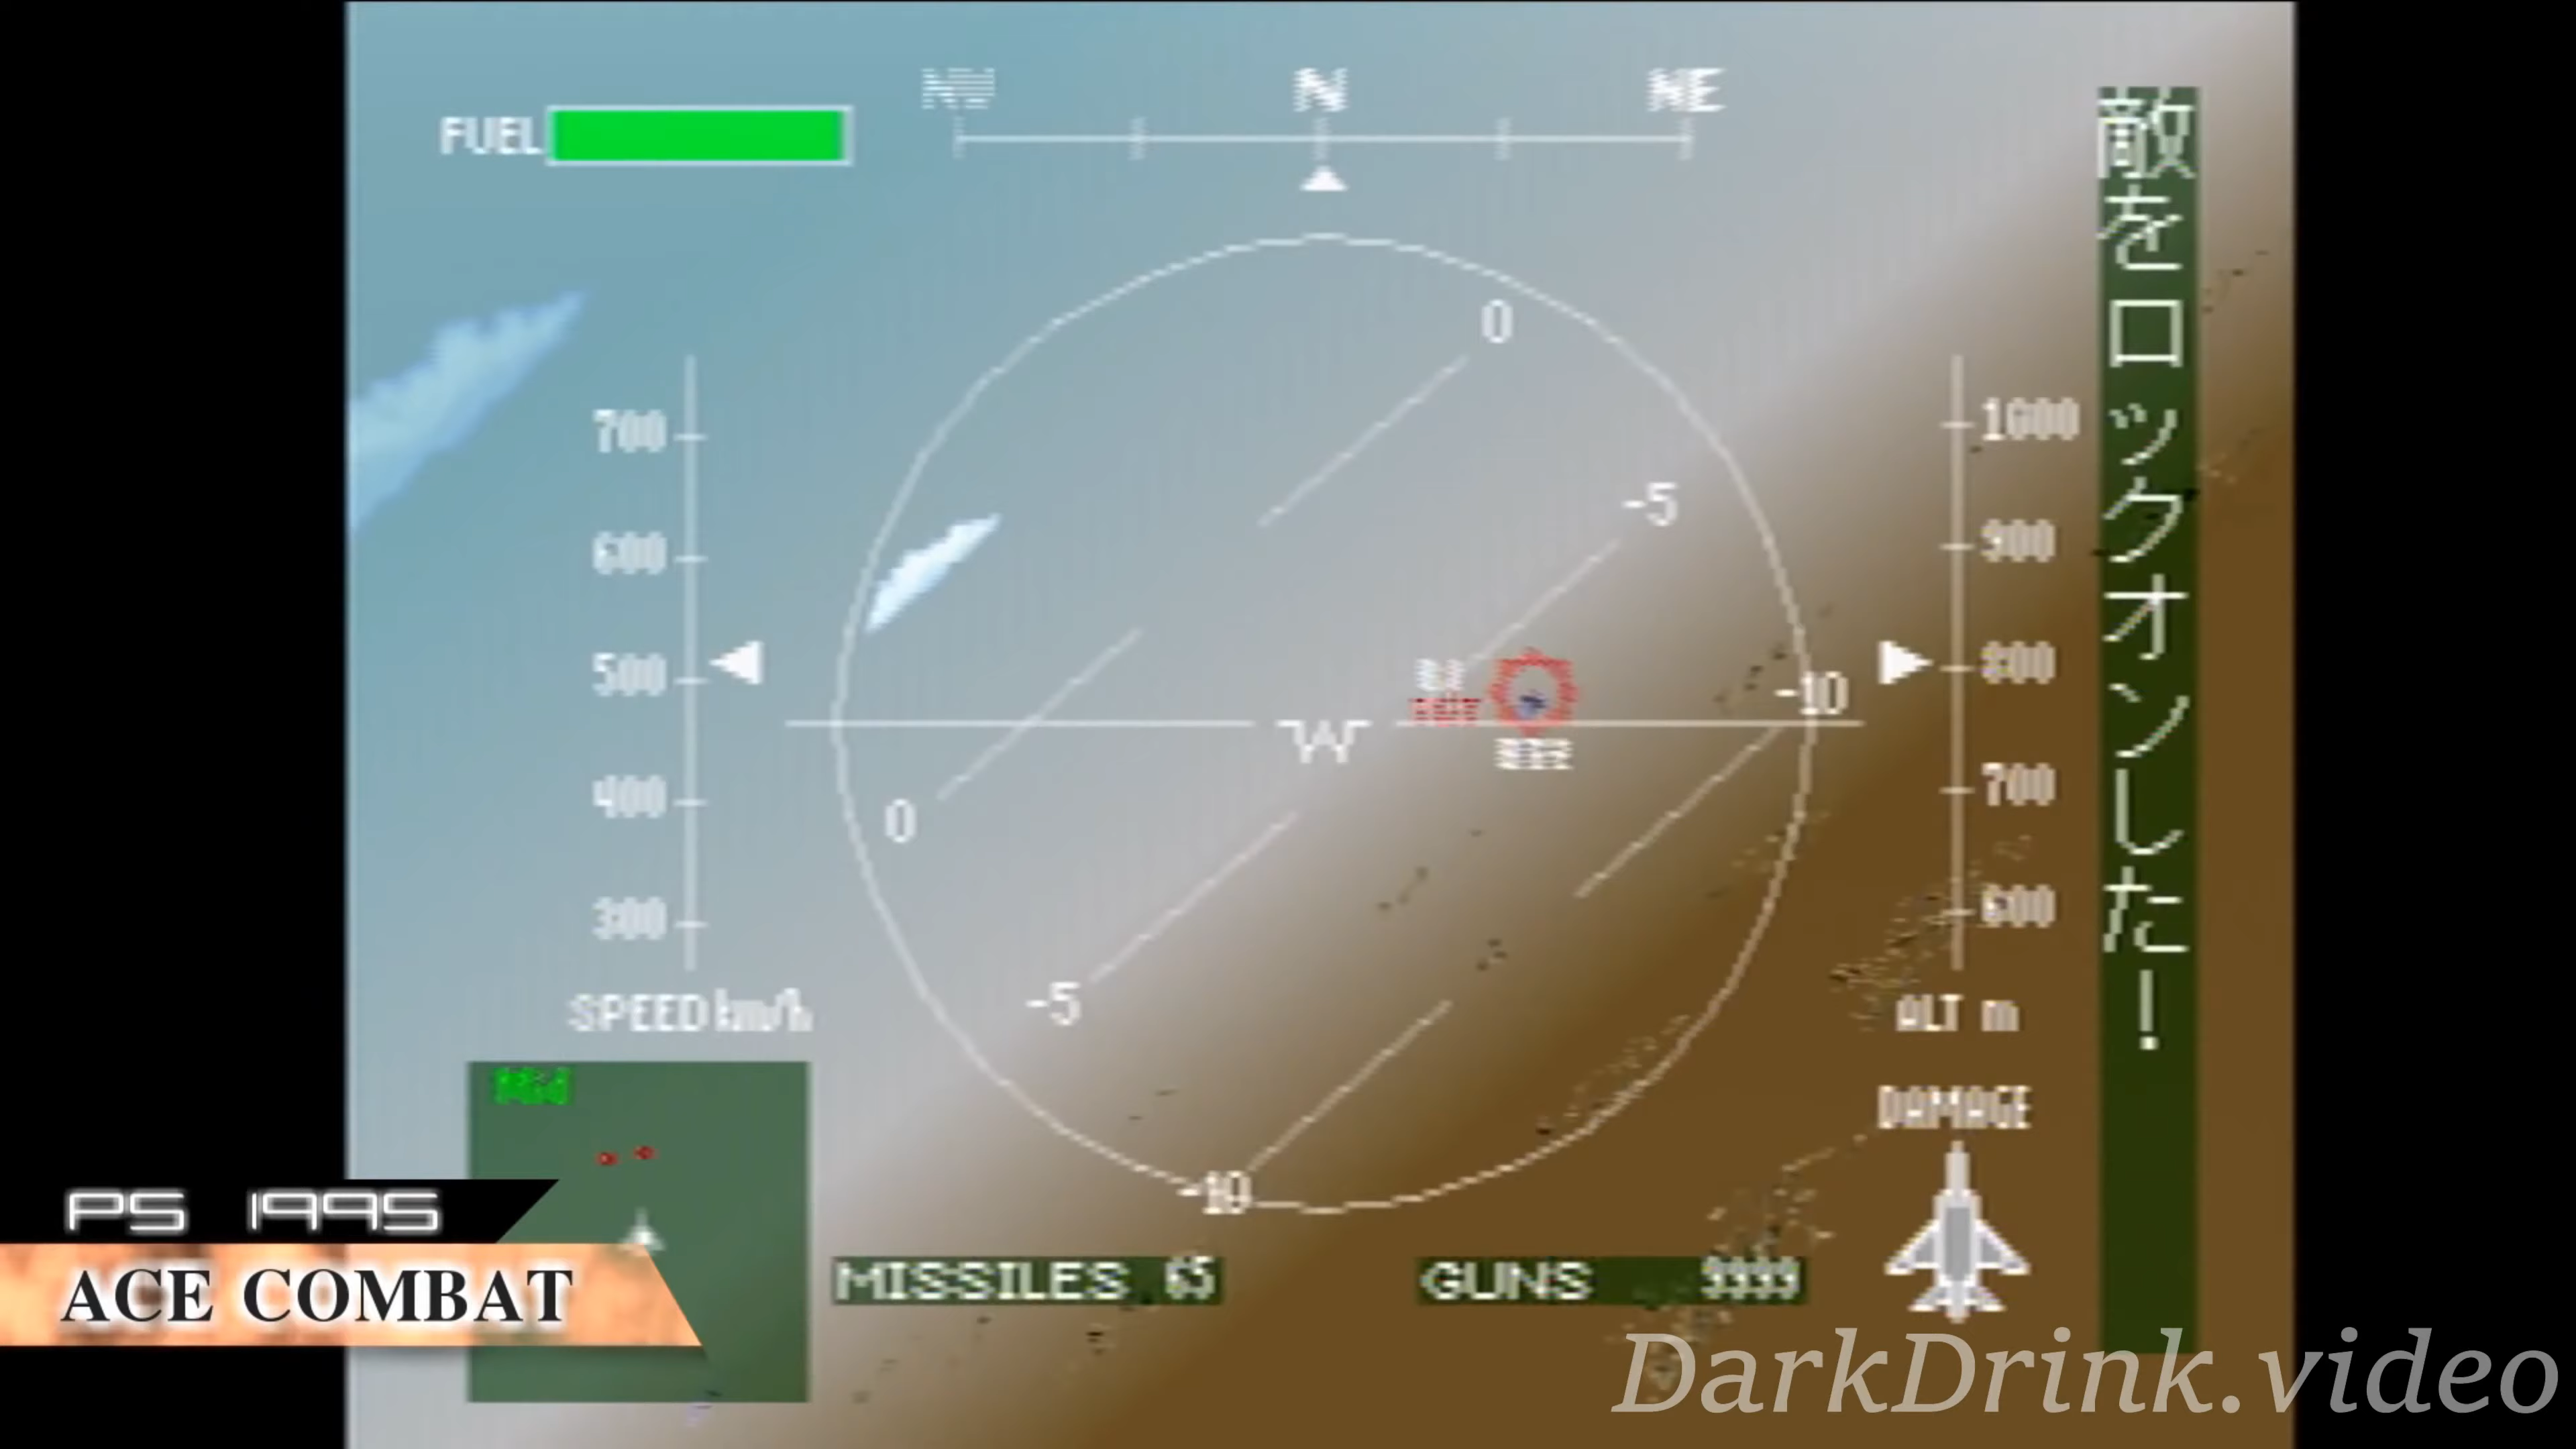 NW N NE
FUEL
敵をロックオンした！
0
700
1000
-5
600
900
500
800
-10
W
400
700
0
300
600
-5
SPEED km/h
ALT m
DAMAGE
-10
PS 1995
MISSILES 65
GUNS 9999
ACE COMBAT
DarkDrink.video